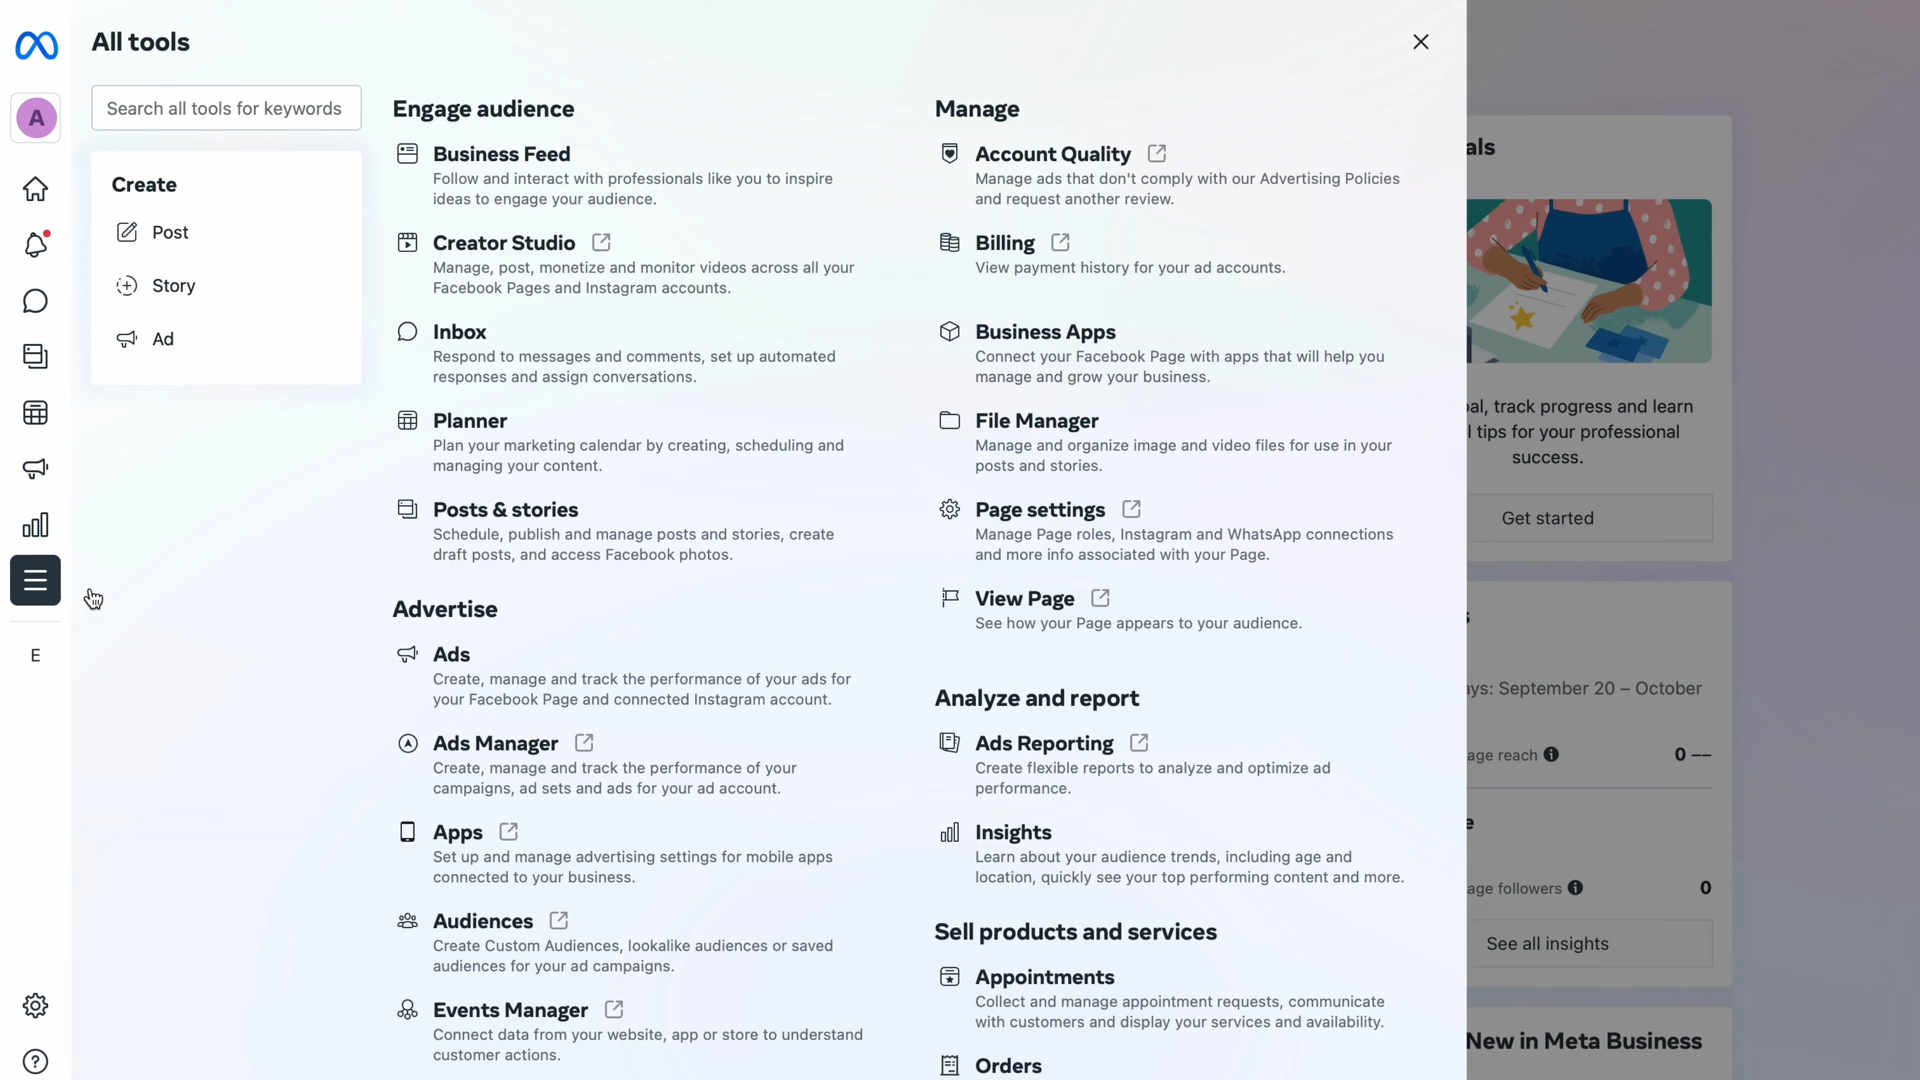 All tools
A
E
Search all tools for keywords
Create
Post
Story
Ad
Engage audience
Business Feed
Follow and interact with professionals like you to inspire
ideas to engage your audience.
Creator Studio
Manage, post, monetize and monitor videos across all your
Facebook Pages and Instagram accounts.
Inbox
Respond to messages and comments, set up automated
responses and assign conversations.
Planner
Plan your marketing calendar by creating, scheduling and
managing your content.
Posts & stories
Schedule, publish and manage posts and stories, create
draft posts, and access Facebook photos.
Advertise
Ads
Create, manage and track the performance of your ads for
your Facebook Page and connected Instagram account.
Ads Manager
Create, manage and track the performance of your
campaigns, ad sets and ads for your ad account.
Apps
Set up and manage advertising settings for mobile apps
connected to your business.
Audiences
Create Custom Audiences, lookalike audiences or saved
audiences for your ad campaigns.
Events Manager
Connect data from your website, app or store to understand
customer actions.
Manage
Account Quality
Manage ads that don't comply with our Advertising Policies
and request another review.
Billing
View payment history for your ad accounts.
Business Apps
Connect your Facebook Page with apps that will help you
manage and grow your business.
File Manager
Manage and organize image and video files for use in your
posts and stories.
Page settings
Manage Page roles, Instagram and WhatsApp connections
and more info associated with your Page.
View Page
See how your Page appears to your audience.
Analyze and report
Ads Reporting
Create flexible reports to analyze and optimize ad
performance.
Insights
Learn about your audience trends, including age and
location, quickly see your top performing content and more.
Sell products and services
Appointments
Collect and manage appointment requests, communicate
with customers and display your services and availability.
Orders
als
al, track progress and learn
l tips for your professional
success.
Get started
s
ays: September 20 – October
age reach 0 --
e
age followers 0
See all insights
New in Meta Business